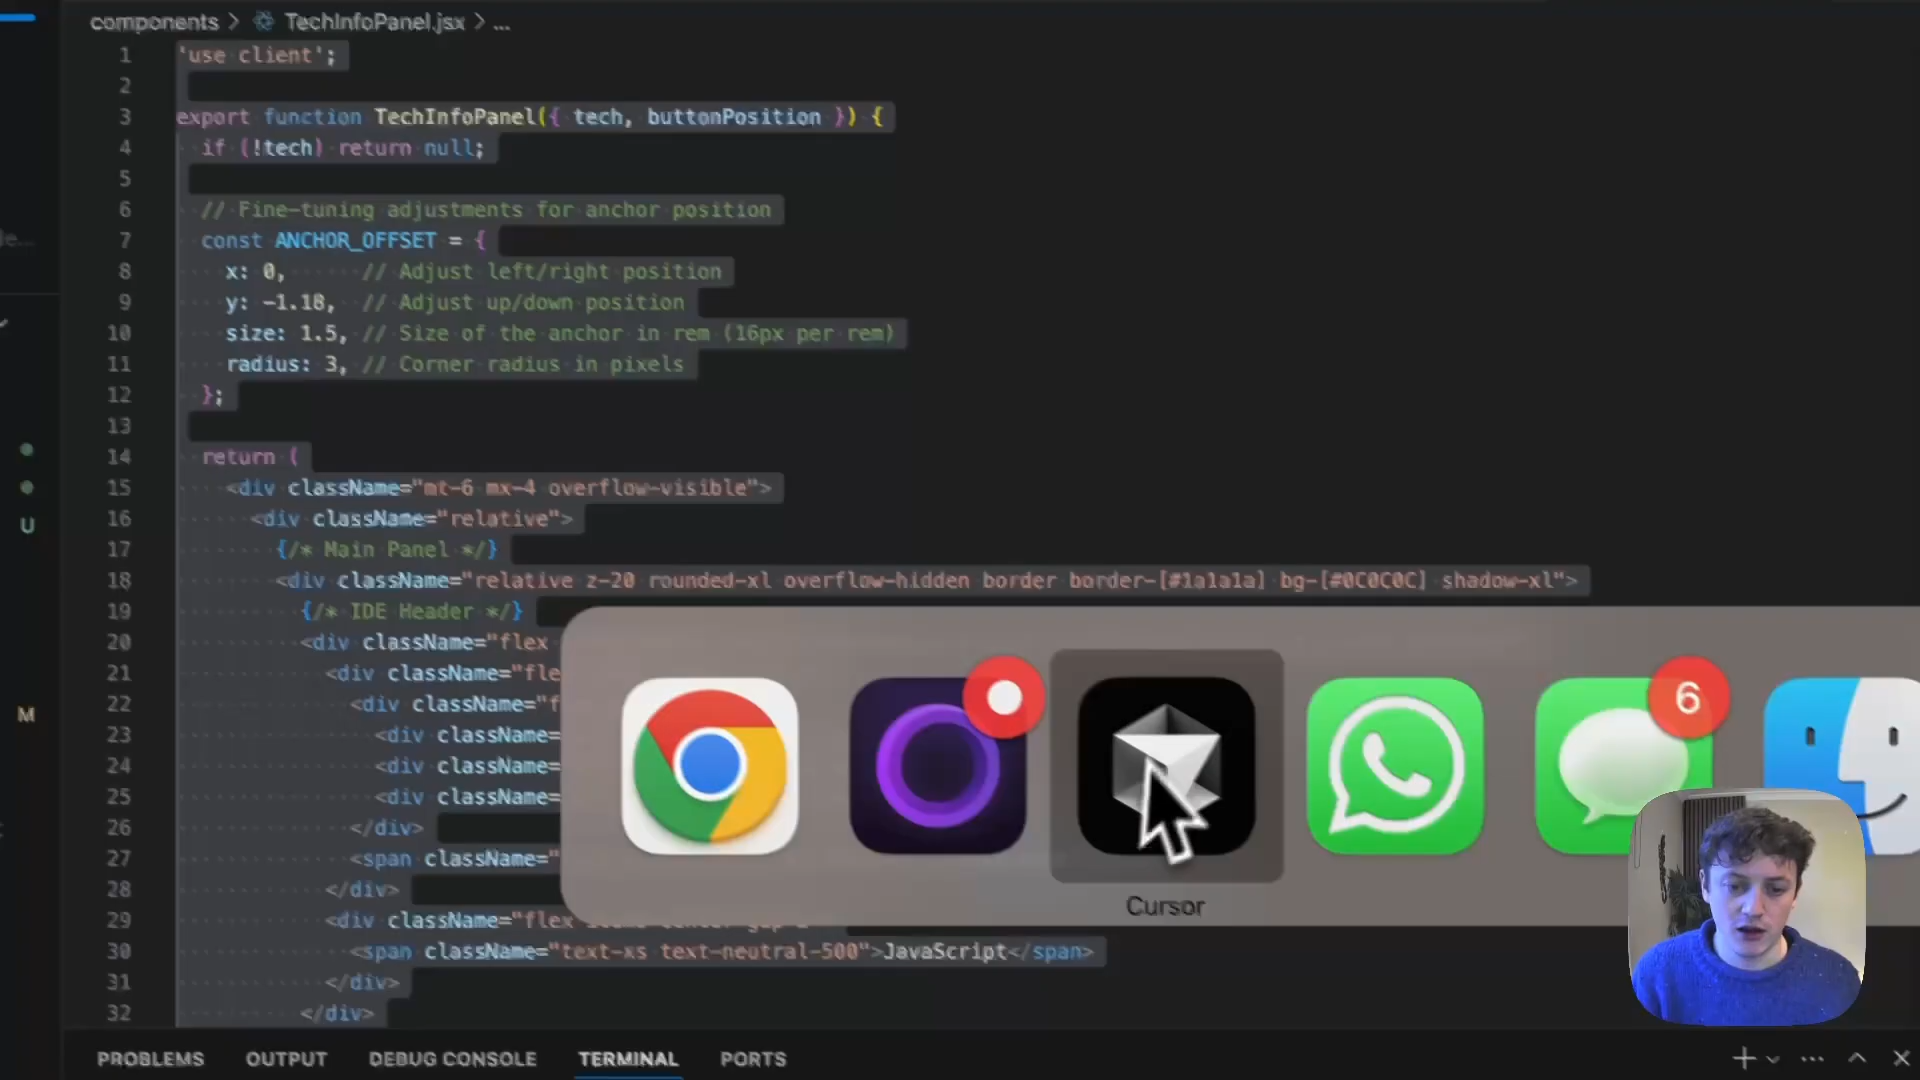 components > TechInfoPanel.jsx > ...
1 'use client';
2
3 export function TechInfoPanel({ tech, buttonPosition }) {
4 if (!tech) return null;
5
6 // Fine-tuning adjustments for anchor position
7 const ANCHOR_OFFSET = {
8 x: 0, // Adjust left/right position
9 y: -1.18, // Adjust up/down position
10 size: 1.5, // Size of the anchor in rem (16px per rem)
11 radius: 3, // Corner radius in pixels
12 };
13
14 return (
15 <div className="mt-6 mx-4 overflow-visible">
16 <div className="relative">
17 {/* Main Panel */}
18 <div className="relative z-20 rounded-xl overflow-hidden border border-[#1a1a1a] bg-[#0C0C0C] shadow-xl">
19 {/* IDE Header */}
20 <div className="flex
21 <div className="fle
22 <div className="f
23 <div className=
24 <div className=
25 <div className=
26 </div>
27 <span className="
28 </div>
29 <div className="flex
30 <span className="text-xs text-neutral-500">JavaScript</span>
31 </div>
32 </div>
U
M
6
Cursor
PROBLEMS OUTPUT DEBUG CONSOLE TERMINAL PORTS